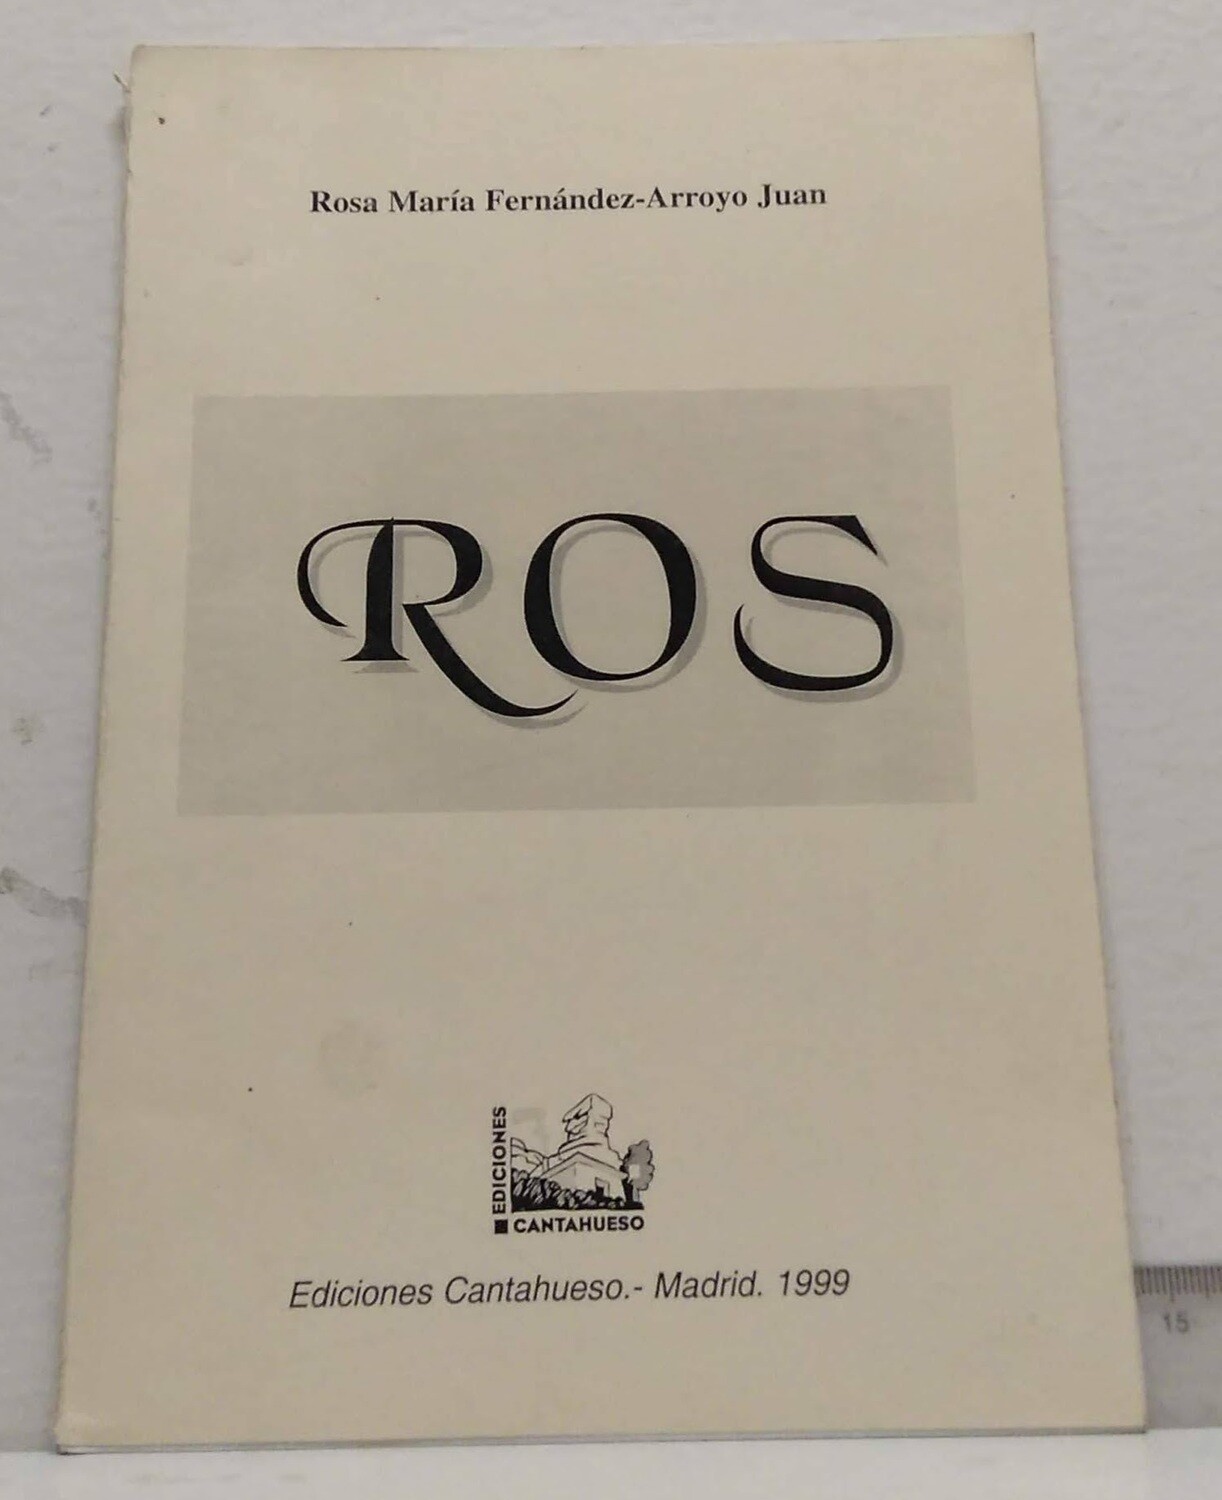 Rosa María Fernández-Arroyo Juan
ROS
EDICIONES
CANTAHUESO
Ediciones Cantahueso.- Madrid. 1999
15